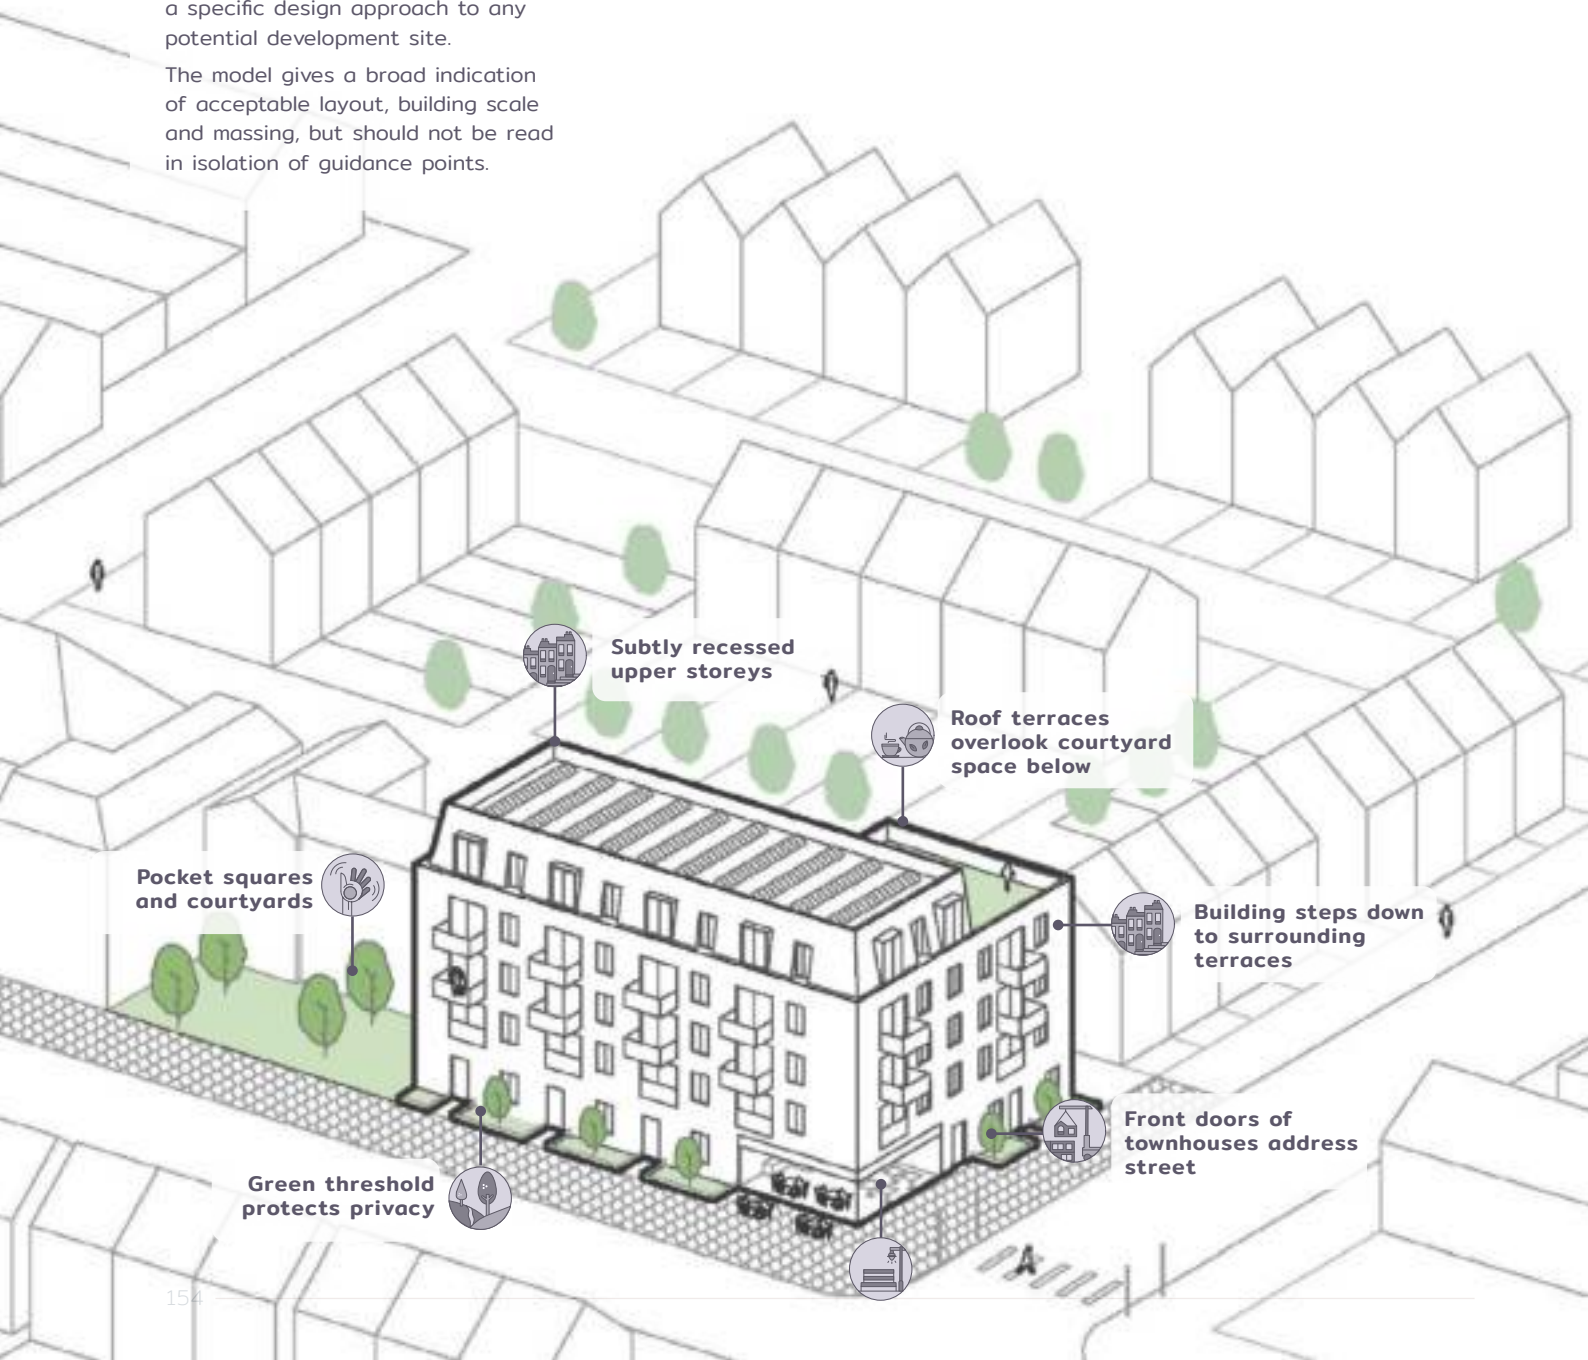 a specific design approach to any
potential development site.
The model gives a broad indication
of acceptable layout, building scale
and massing, but should not be read
in isolation of guidance points.
Subtly recessed
upper storeys
Roof terraces
overlook courtyard
space below
Pocket squares
and courtyards
Building steps down
to surrounding
terraces
Front doors of
townhouses address
street
Green threshold
protects privacy
154